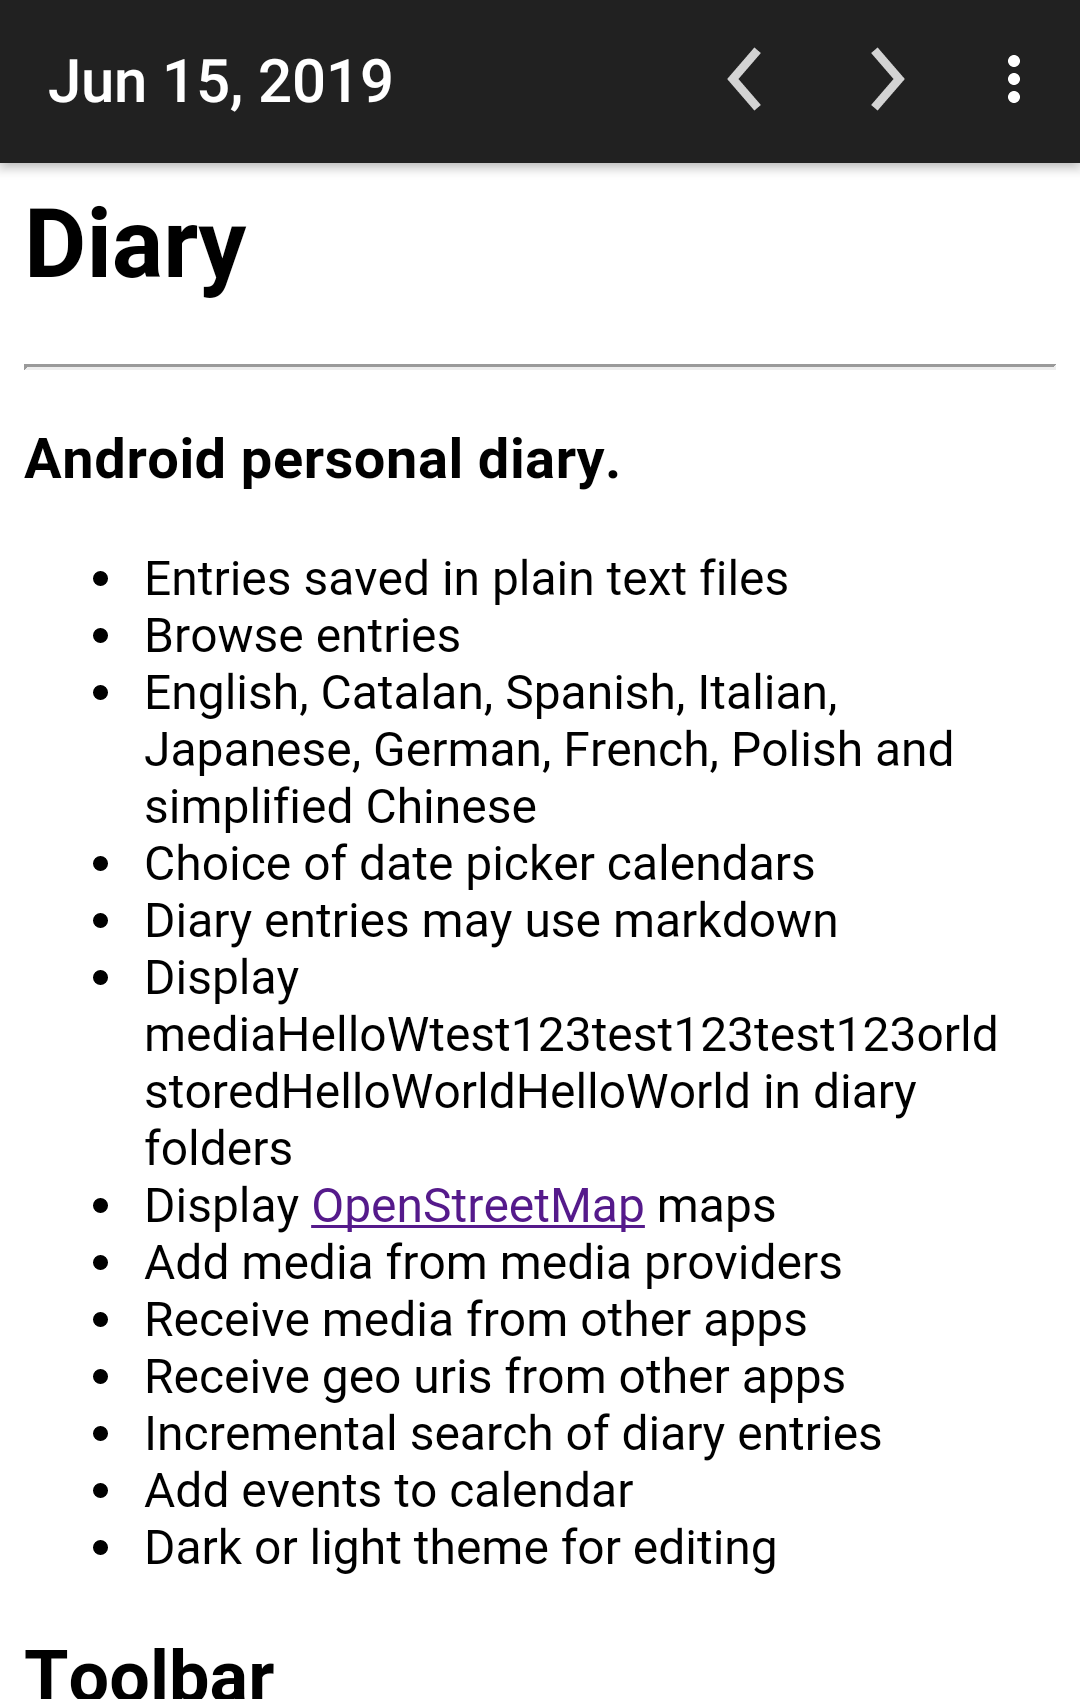 Jun 15, 2019
Diary
Android personal diary.
Entries saved in plain text files
Browse entries
English, Catalan, Spanish, Italian,
Japanese, German, French, Polish and
simplified Chinese
Choice of date picker calendars
Diary entries may use markdown
Display
mediaHelloWtest123test123test123orld
storedHelloWorldHelloWorld in diary
folders
Display OpenStreetMap maps
Add media from media providers
Receive media from other apps
Receive geo uris from other apps
Incremental search of diary entries
Add events to calendar
Dark or light theme for editing
Toolbar